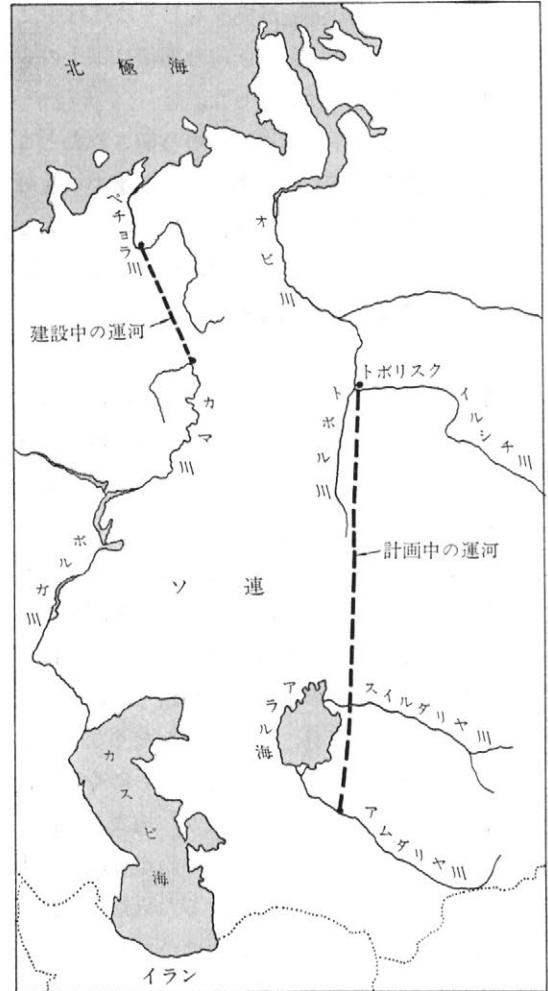 北極海
ペチョラ川
オビ川
建設中の運河
トボリスク
カマ川
トボル川
イルシチ川
ボルガ川
計画中の運河
ソ連
アラル海
スイルダリヤ川
カスピ海
アムダリヤ川
イラン